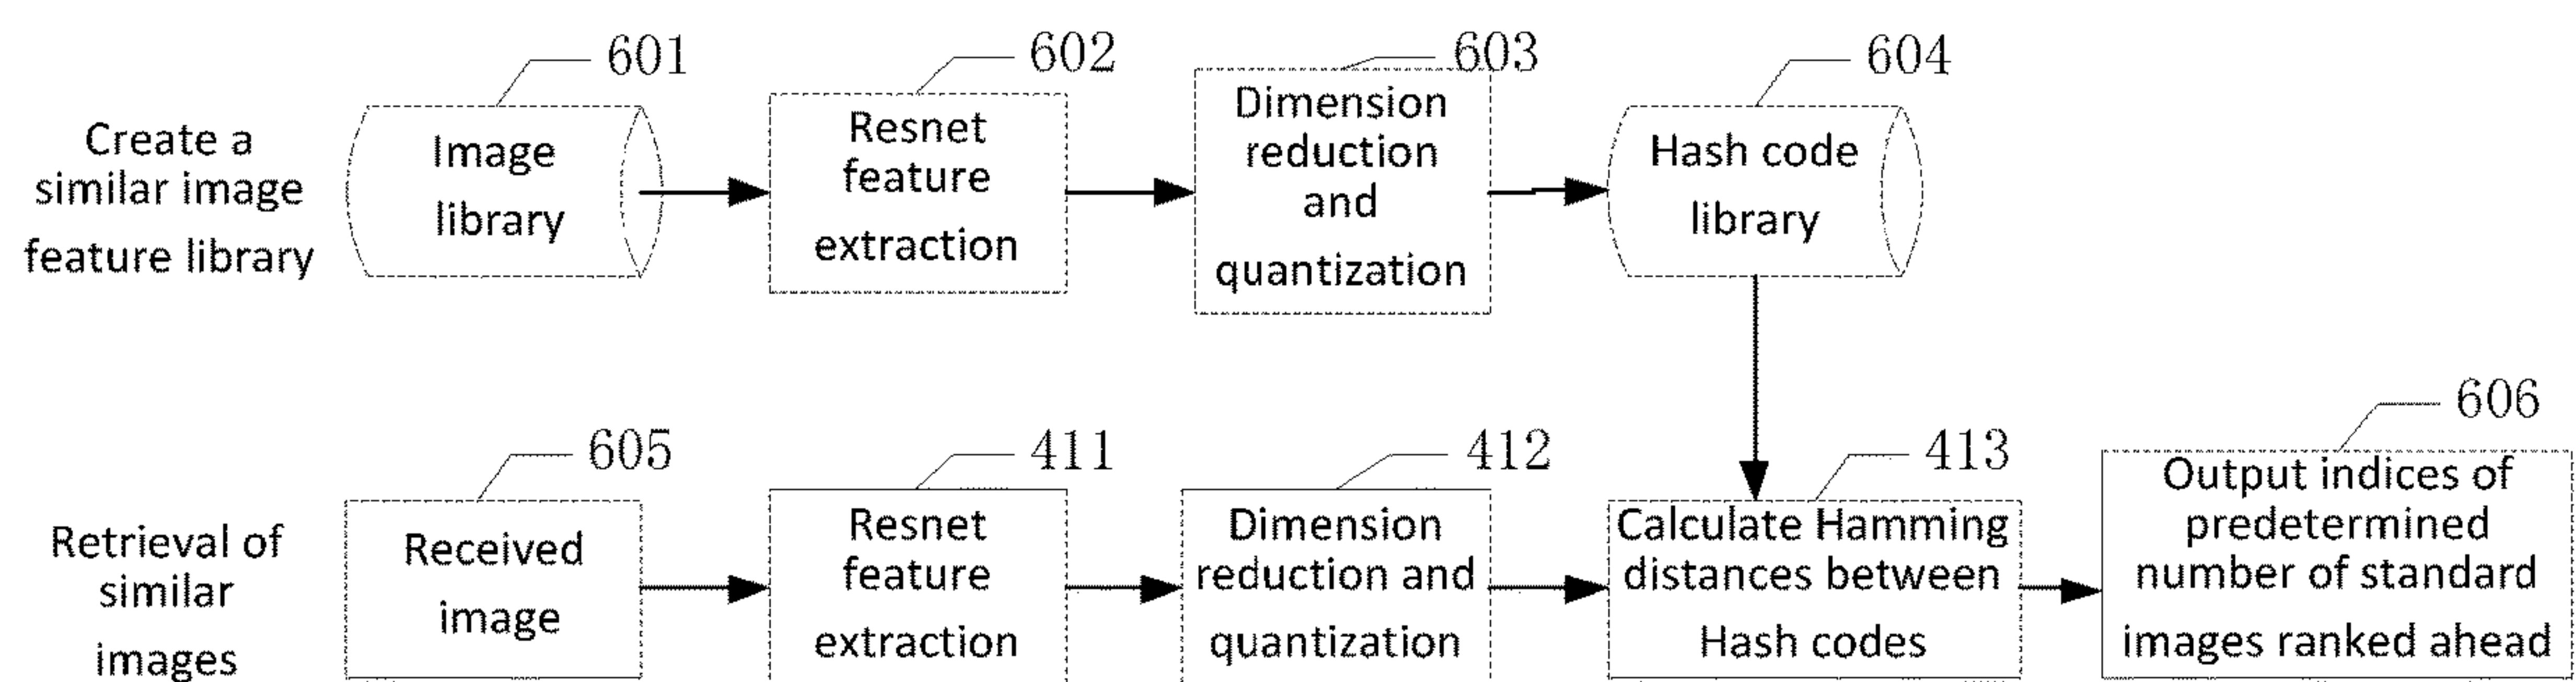 601
602
603
604
Create a
similar image
feature library
Image
library
Resnet
feature
extraction
Dimension
reduction
and
quantization
Hash code
library
605
411
412
413
606
Retrieval of
similar
images
Received
image
Resnet
feature
extraction
Dimension
reduction and
quantization
Calculate Hamming
distances between
Hash codes
Output indices of
predetermined
number of standard
images ranked ahead